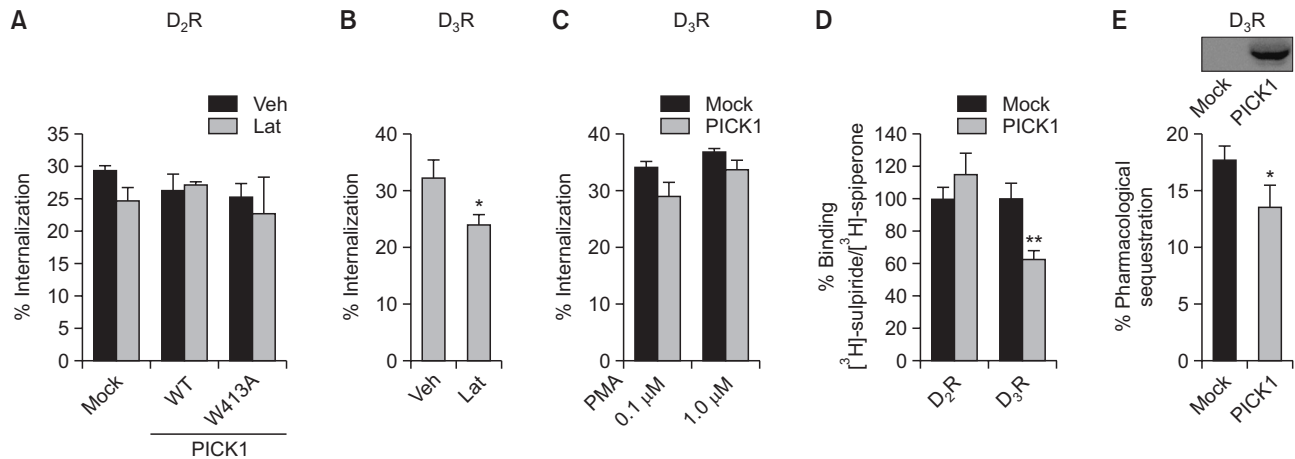 A
D2R
Veh
Lat
% Internalization
35
30
25
20
15
10
5
0
Mock
WT
W413A
PICK1
B
D3R
% Internalization
40
30
20
10
0
Veh
Lat
*
C
D3R
Mock
PICK1
% Internalization
40
30
20
10
0
PMA
0.1 μM
1.0 μM
D
Mock
PICK1
% Binding
[³H]-sulpiride/[³H]-spiperone
140
120
100
80
60
40
20
0
**
D2R
D3R
E
D3R
Mock
PICK1
% Pharmacological
sequestration
20
15
10
5
0
*
Mock
PICK1